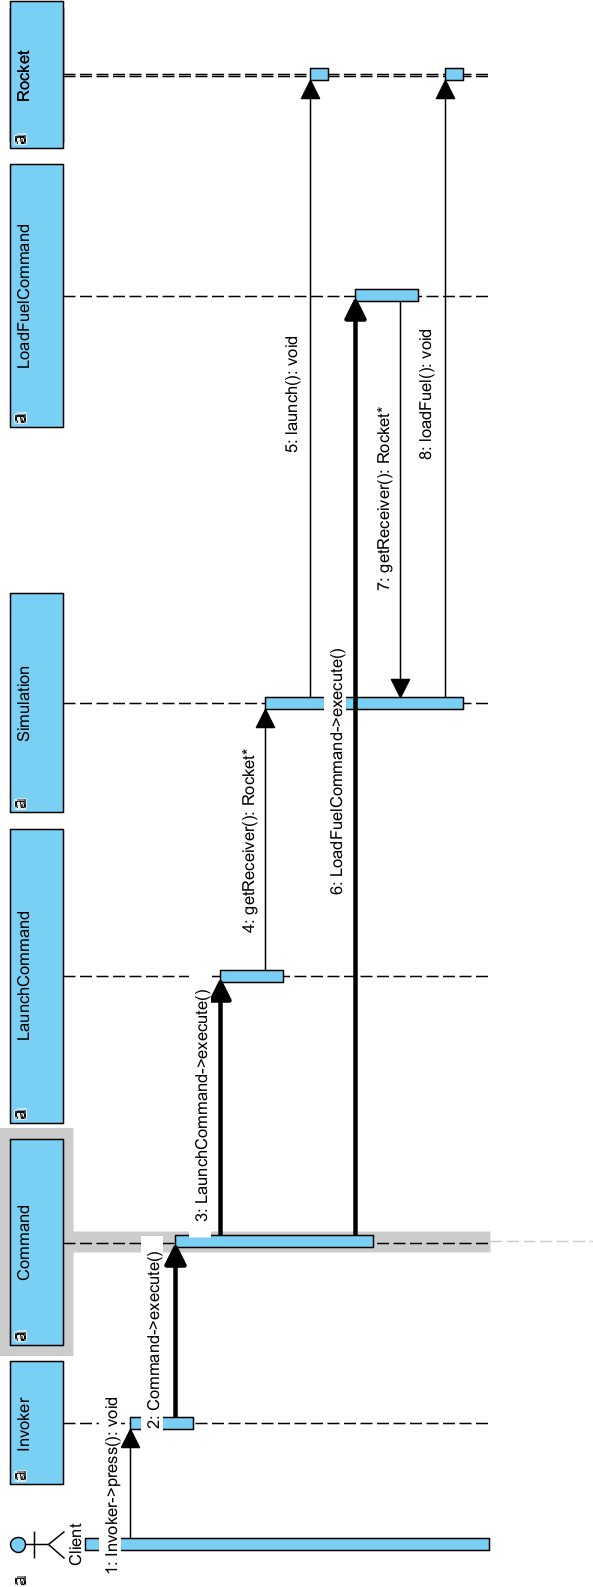 Client
a
Invoker
a
Command
a
LaunchCommand
a
Simulation
a
LoadFuelCommand
a
Rocket
a
1: Invoker->press(): void
2: Command->execute()
3: LaunchCommand->execute()
4: getReceiver(): Rocket*
5: launch(): void
6: LoadFuelCommand->execute()
7: getReceiver(): Rocket*
8: loadFuel(): void